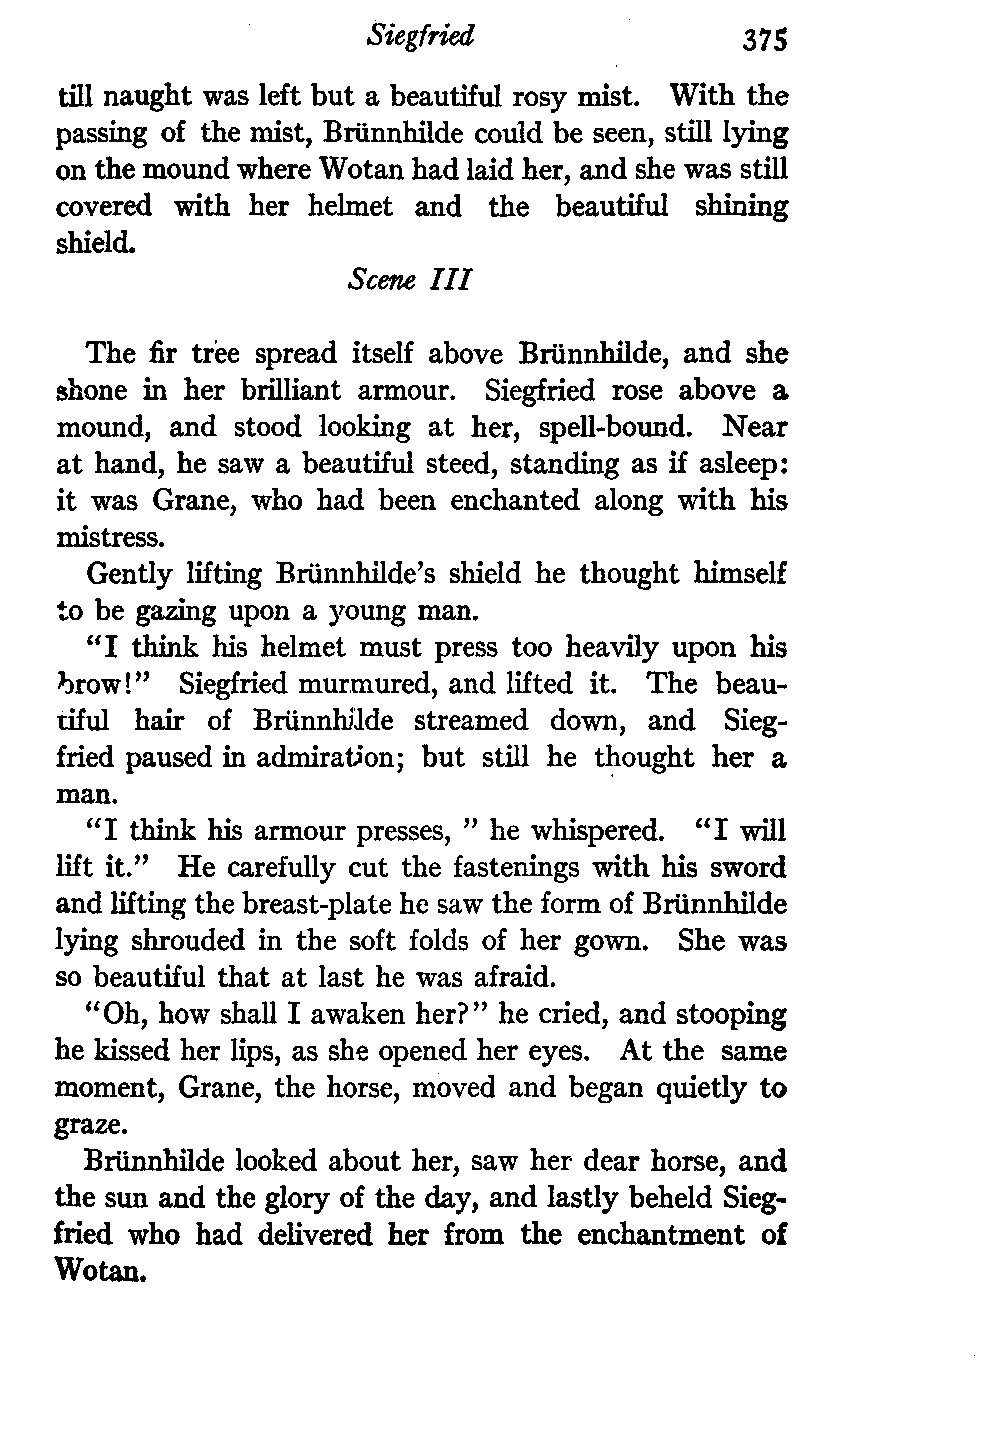 Siegfried 375
till naught was left but a beautiful rosy mist. With the
passing of the mist, Brünnhilde could be seen, still lying
on the mound where Wotan had laid her, and she was still
covered with her helmet and the beautiful shining
shield.
Scene III
The fir tree spread itself above Brünnhilde, and she
shone in her brilliant armour. Siegfried rose above a
mound, and stood looking at her, spell-bound. Near
at hand, he saw a beautiful steed, standing as if asleep:
it was Grane, who had been enchanted along with his
mistress.
Gently lifting Brünnhilde's shield he thought himself
to be gazing upon a young man.
"I think his helmet must press too heavily upon his
brow!" Siegfried murmured, and lifted it. The beau-
tiful hair of Brünnhilde streamed down, and Sieg-
fried paused in admiration; but still he thought her a
man.
"I think his armour presses, " he whispered. "I will
lift it." He carefully cut the fastenings with his sword
and lifting the breast-plate he saw the form of Brünnhilde
lying shrouded in the soft folds of her gown. She was
so beautiful that at last he was afraid.
"Oh, how shall I awaken her?" he cried, and stooping
he kissed her lips, as she opened her eyes. At the same
moment, Grane, the horse, moved and began quietly to
graze.
Brünnhilde looked about her, saw her dear horse, and
the sun and the glory of the day, and lastly beheld Sieg-
fried who had delivered her from the enchantment of
Wotan.